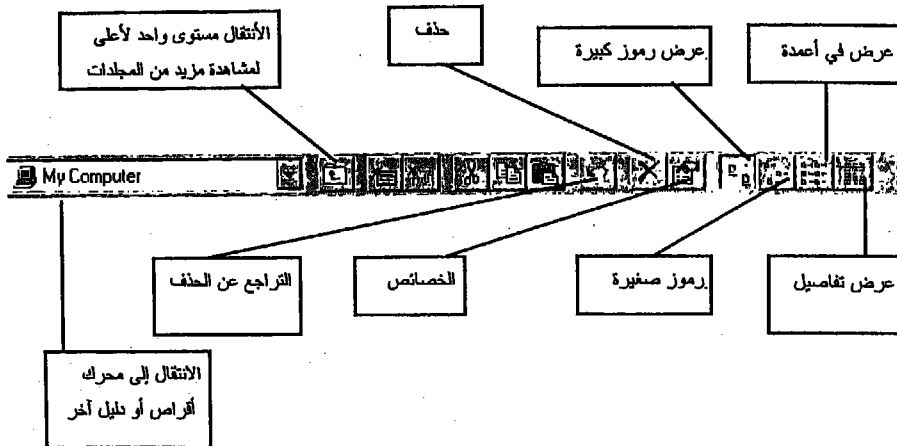 الأنتقال مستوى واحد لأعلى
لمشاهدة مزيد من المجلدات
حذف
عرض رموز كبيرة
عرض في أعمدة
My Computer
التراجع عن الحذف
الخصائص
رموز صغيرة
عرض تفاصيل
الانتقال إلى محرك
أقراص أو دليل آخر